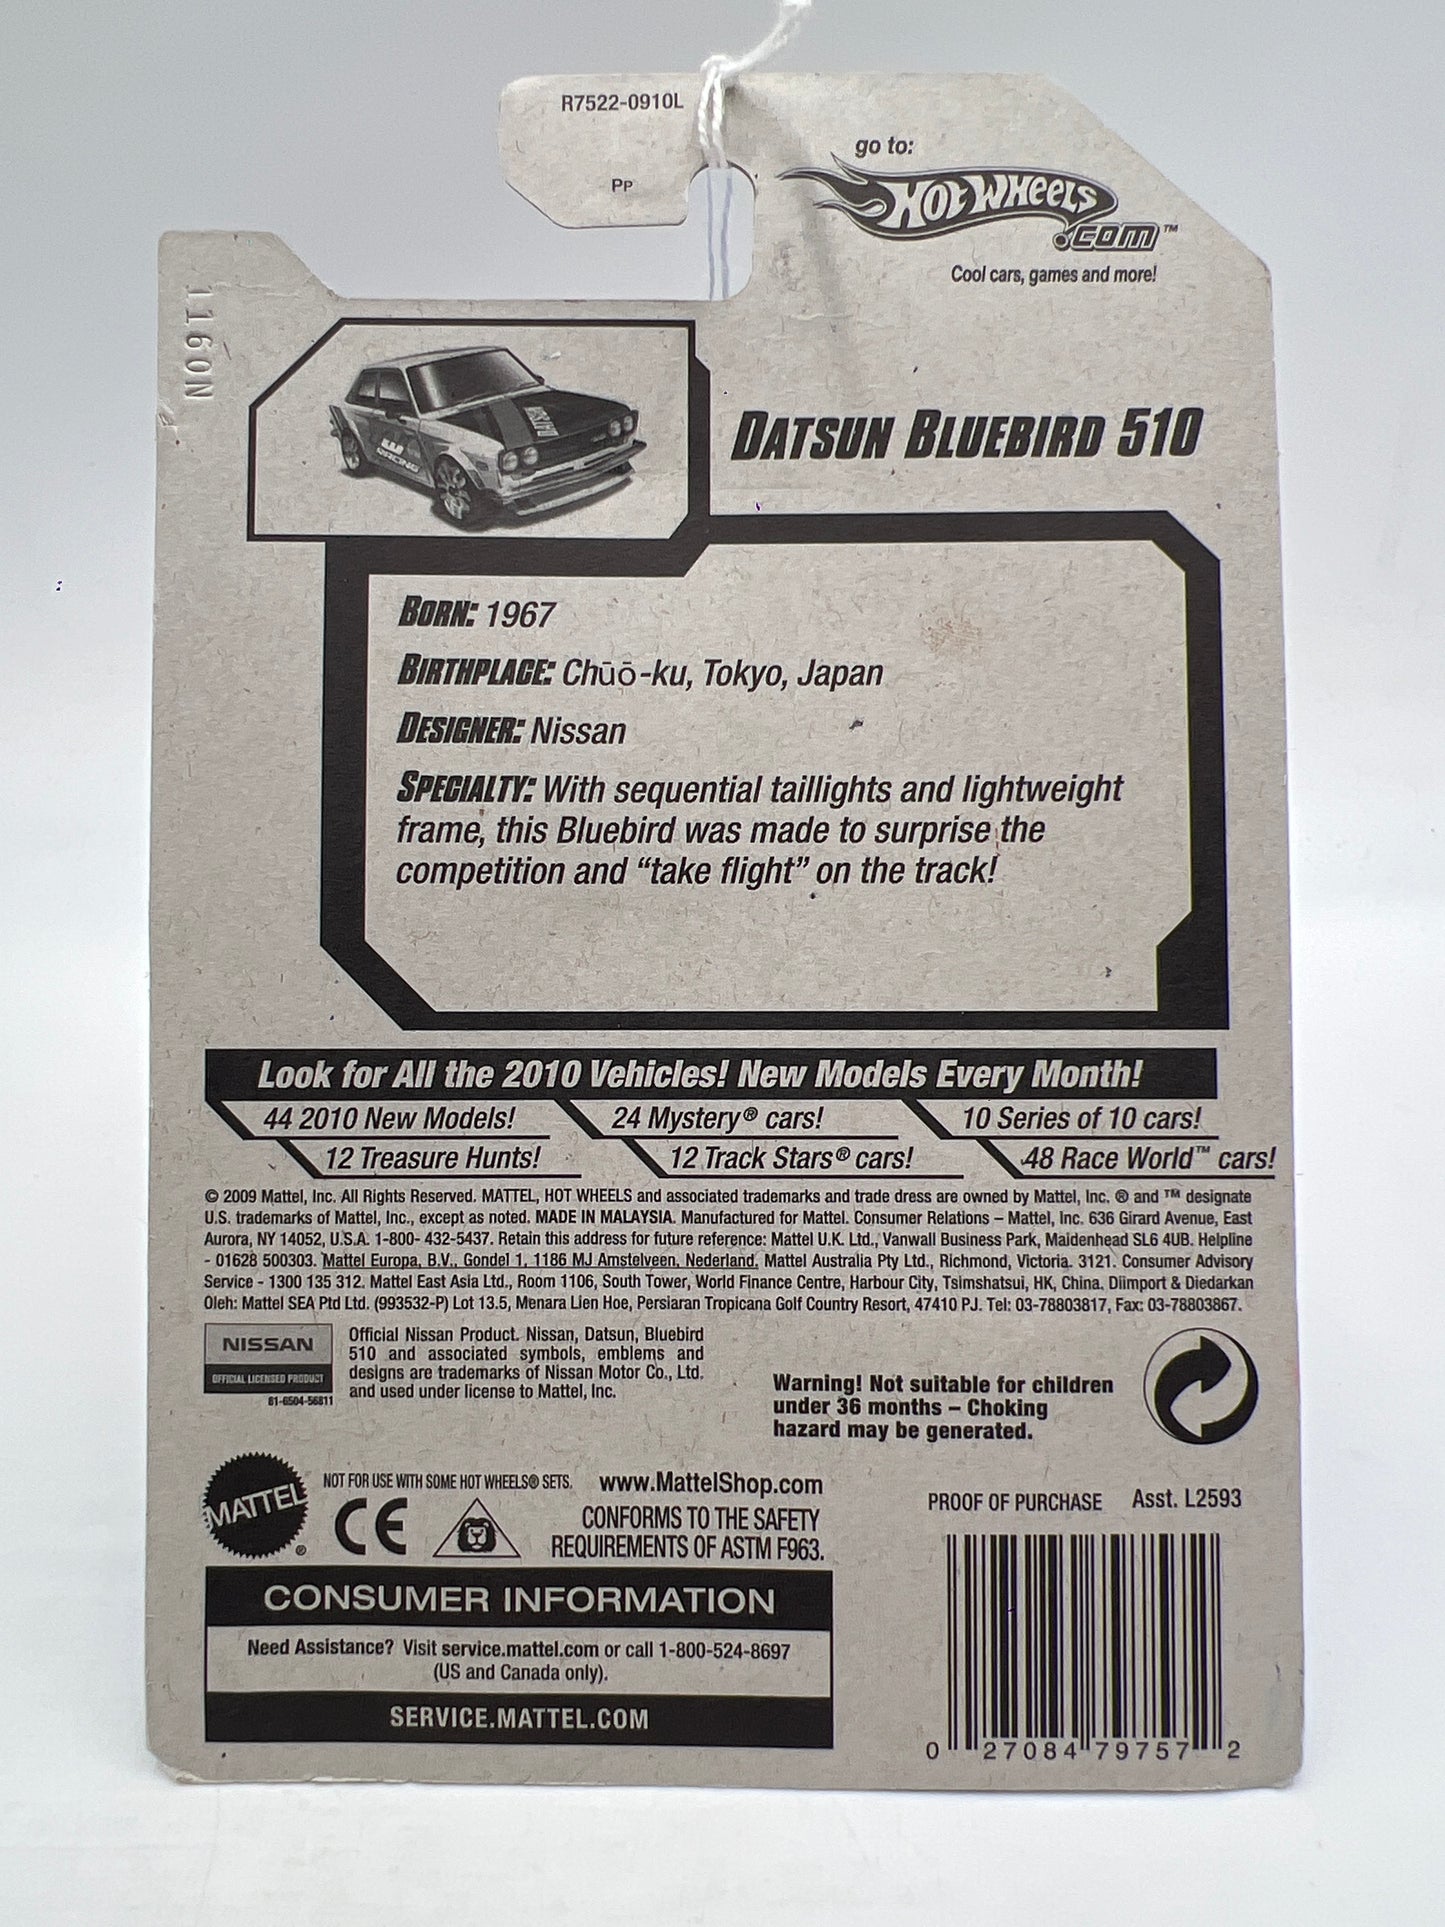 R7522-0910L
PP
go to:
HOT WHEELS
.COM™
Cool cars, games and more!
1160N
DATSUN BLUEBIRD 510
BORN: 1967
BIRTHPLACE: Chūō-ku, Tokyo, Japan
DESIGNER: Nissan
SPECIALTY: With sequential taillights and lightweight
frame, this Bluebird was made to surprise the
competition and “take flight” on the track!
Look for All the 2010 Vehicles! New Models Every Month!
44 2010 New Models! 24 Mystery® cars! 10 Series of 10 cars!
12 Treasure Hunts! 12 Track Stars® cars! 48 Race World™ cars!
© 2009 Mattel, Inc. All Rights Reserved. MATTEL, HOT WHEELS and associated trademarks and trade dress are owned by Mattel, Inc. ® and ™ designate
U.S. trademarks of Mattel, Inc., except as noted. MADE IN MALAYSIA. Manufactured for Mattel. Consumer Relations – Mattel, Inc. 636 Girard Avenue, East
Aurora, NY 14052, U.S.A. 1-800- 432-5437. Retain this address for future reference: Mattel U.K. Ltd., Vanwall Business Park, Maidenhead SL6 4UB. Helpline
- 01628 500303. Mattel Europa, B.V., Gondel 1, 1186 MJ Amstelveen, Nederland. Mattel Australia Pty Ltd., Richmond, Victoria. 3121. Consumer Advisory
Service - 1300 135 312. Mattel East Asia Ltd., Room 1106, South Tower, World Finance Centre, Harbour City, Tsimshatsui, HK, China. Diimport & Diedarkan
Oleh: Mattel SEA Ptd Ltd. (993532-P) Lot 13.5, Menara Lien Hoe, Persiaran Tropicana Golf Country Resort, 47410 PJ. Tel: 03-78803817, Fax: 03-78803867.
NISSAN
OFFICIAL LICENSED PRODUCT
81-6504-56811
Official Nissan Product. Nissan, Datsun, Bluebird
510 and associated symbols, emblems and
designs are trademarks of Nissan Motor Co., Ltd.
and used under license to Mattel, Inc.
Warning! Not suitable for children
under 36 months – Choking
hazard may be generated.
MATTEL®
NOT FOR USE WITH SOME HOT WHEELS® SETS. www.MattelShop.com
CE
CONFORMS TO THE SAFETY
REQUIREMENTS OF ASTM F963.
PROOF OF PURCHASE Asst. L2593
CONSUMER INFORMATION
Need Assistance? Visit service.mattel.com or call 1-800-524-8697
(US and Canada only).
SERVICE.MATTEL.COM
0 27084 79757 2